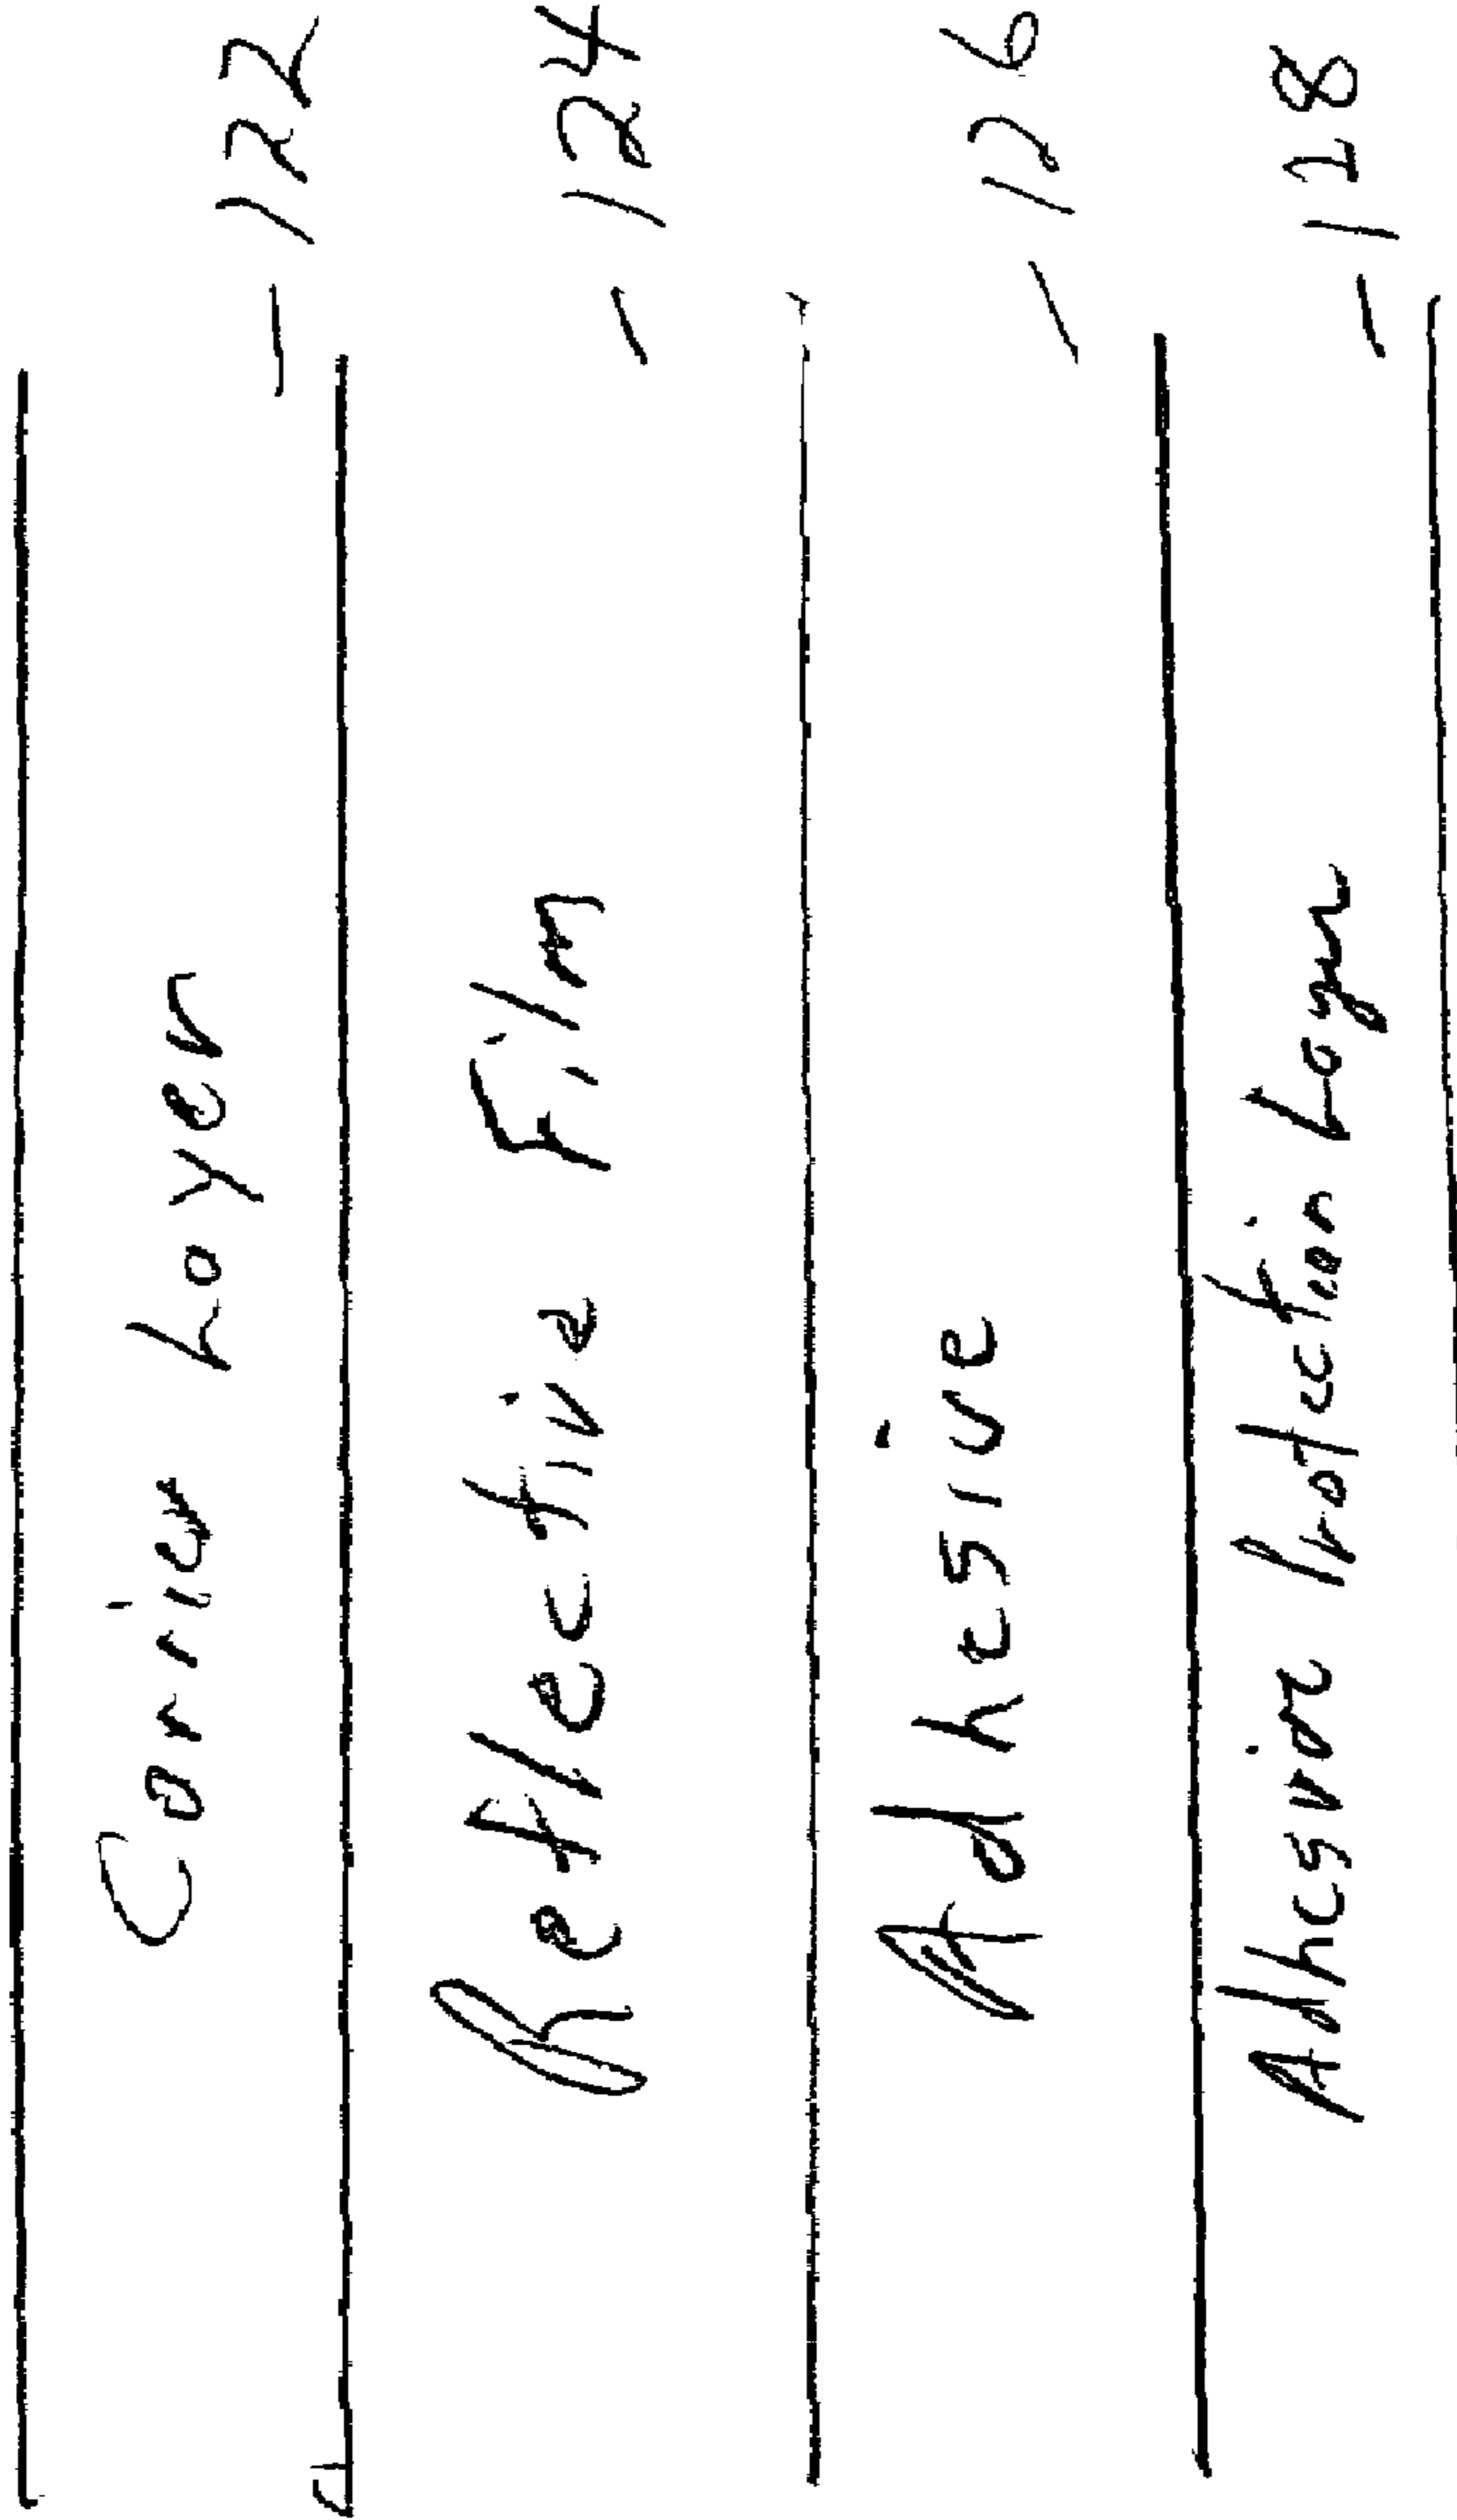 Carrier Layer - 122
Reflective Film - 124
Adhesive - 126
Adhesive Protection Layer - 128